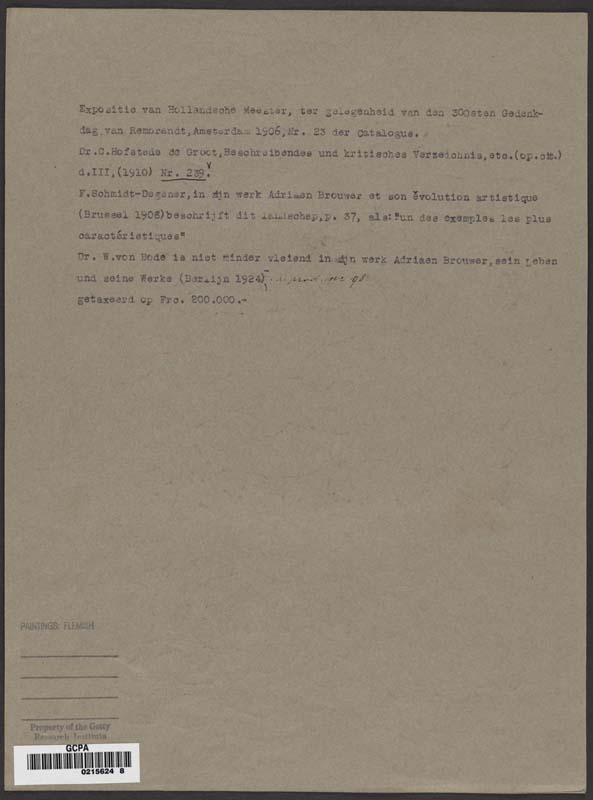 Expositie van Hollandsche Meester, ter gelegenheid van den 300sten Gedenk-
dag van Rembrandt, Amsterdam 1906, Nr. 23 der Catalogue.
Dr.C.Hofstede de Groot, Beschreibendes und kritisches Verzeichnis, etc.(op.cit.)
d.III, (1910) Nr. 239.
F.Schmidt-Degener, in zijn werk Adriaen Brouwer et son évolution artistique
(Brussel 1908) beschrijft dit landschap, p. 37, als: "un des exemples les plus
caractéristiques"
Dr. W.von Bode is niet minder vleiend in zijn werk Adriaen Brouwer, sein Leben
und seine Werke (Berlijn 1924)
getaxeerd op Frc. 200.000.-
PAINTINGS: FLEMISH
Property of the Getty
Research Institute
GCPA
0215624 8